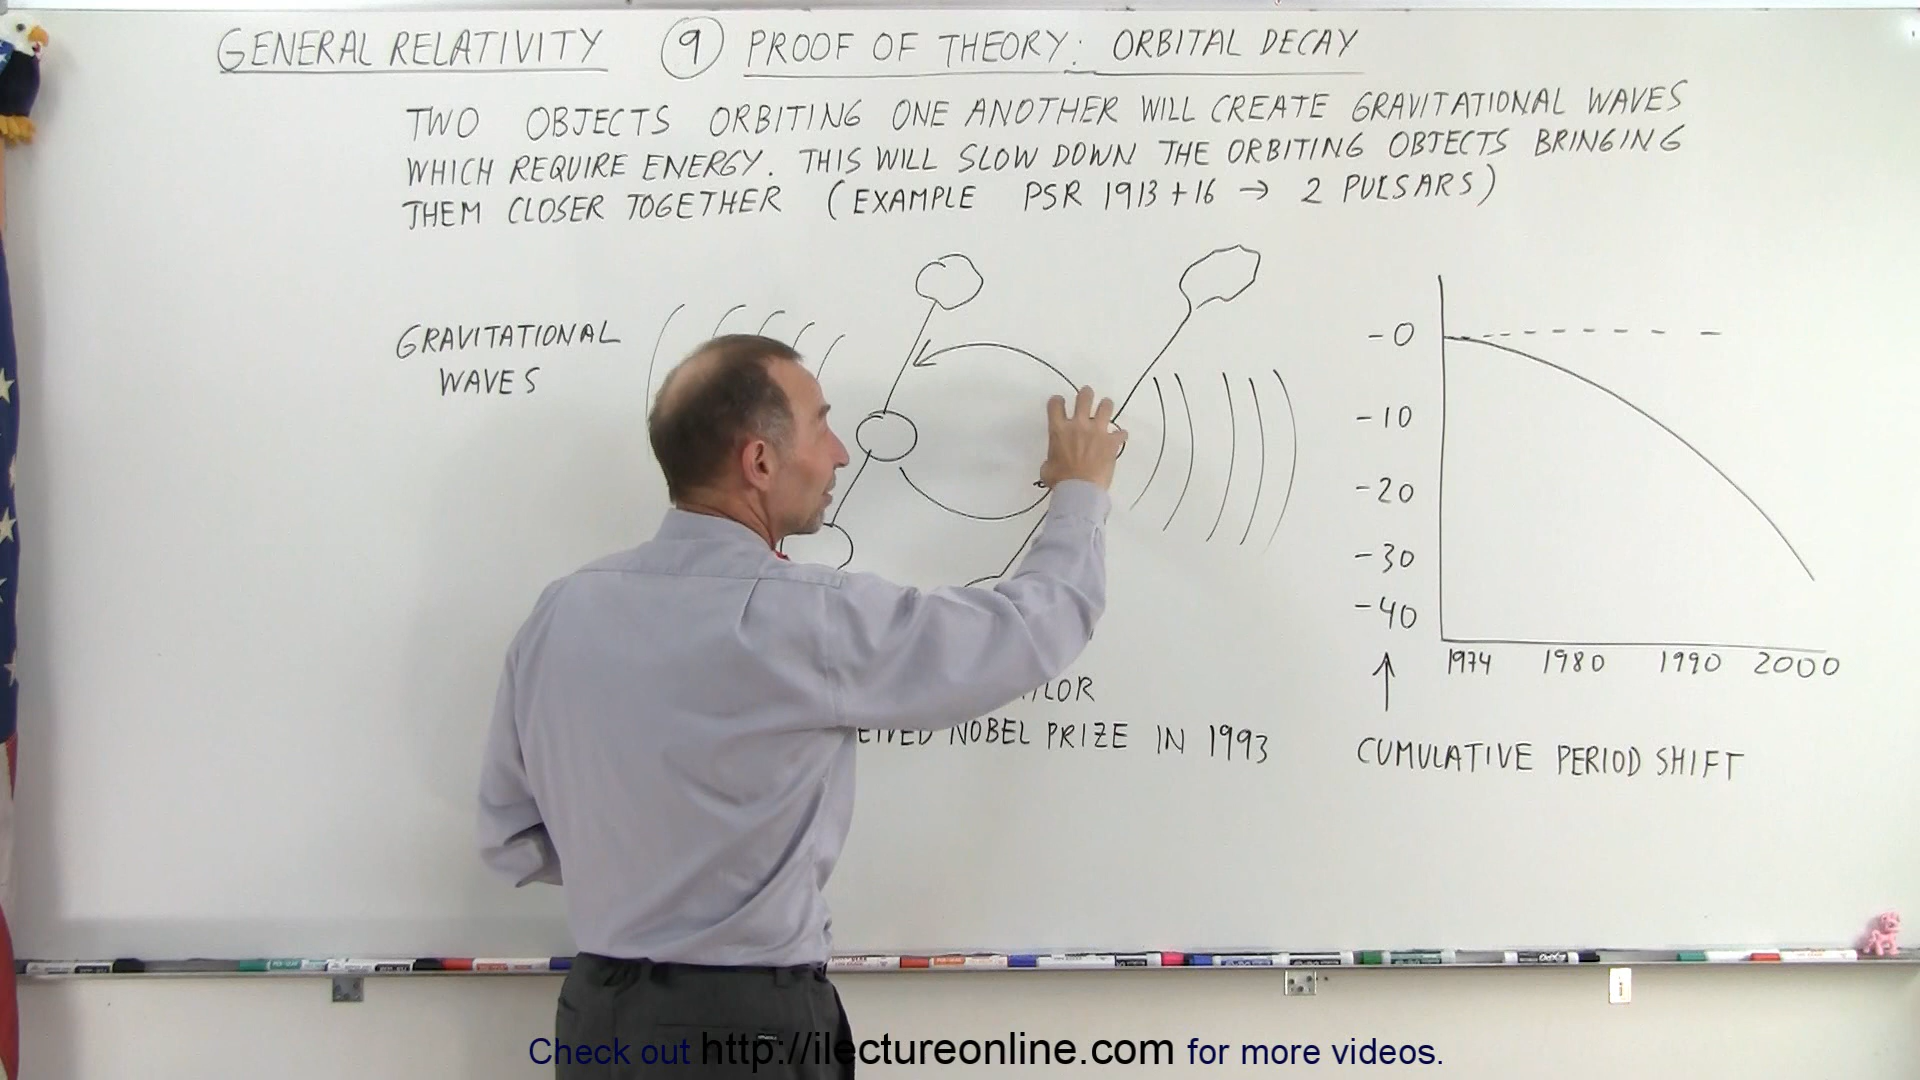 GENERAL RELATIVITY 9 PROOF OF THEORY: ORBITAL DECAY
TWO OBJECTS ORBITING ONE ANOTHER WILL CREATE GRAVITATIONAL WAVES
WHICH REQUIRE ENERGY. THIS WILL SLOW DOWN THE ORBITING OBJECTS BRINGING
THEM CLOSER TOGETHER (EXAMPLE PSR 1913+16 → 2 PULSARS)
GRAVITATIONAL
WAVES
-0
-10
-20
-30
-40
1974 1980 1990 2000
NOBEL PRIZE IN 1993
CUMULATIVE PERIOD SHIFT
Check out http://ilectureonline.com for more videos.